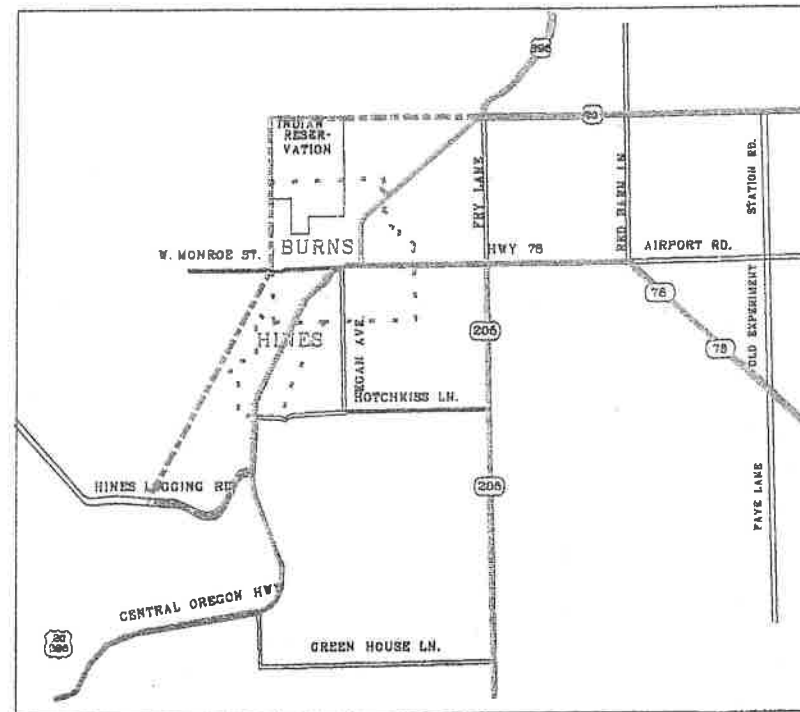 395
INDIAN
RESER-
VATION
20
FRY LANE
RED BARN LN
STATION RD.
W. MONROE ST.
BURNS
HWY 78
AIRPORT RD.
78
HINES
EGAN AVE.
205
78
OLD EXPERIMENT
HOTCHKISS LN.
HINES LOGGING RD
205
FAYE LANE
CENTRAL OREGON HWY
20
395
GREEN HOUSE LN.